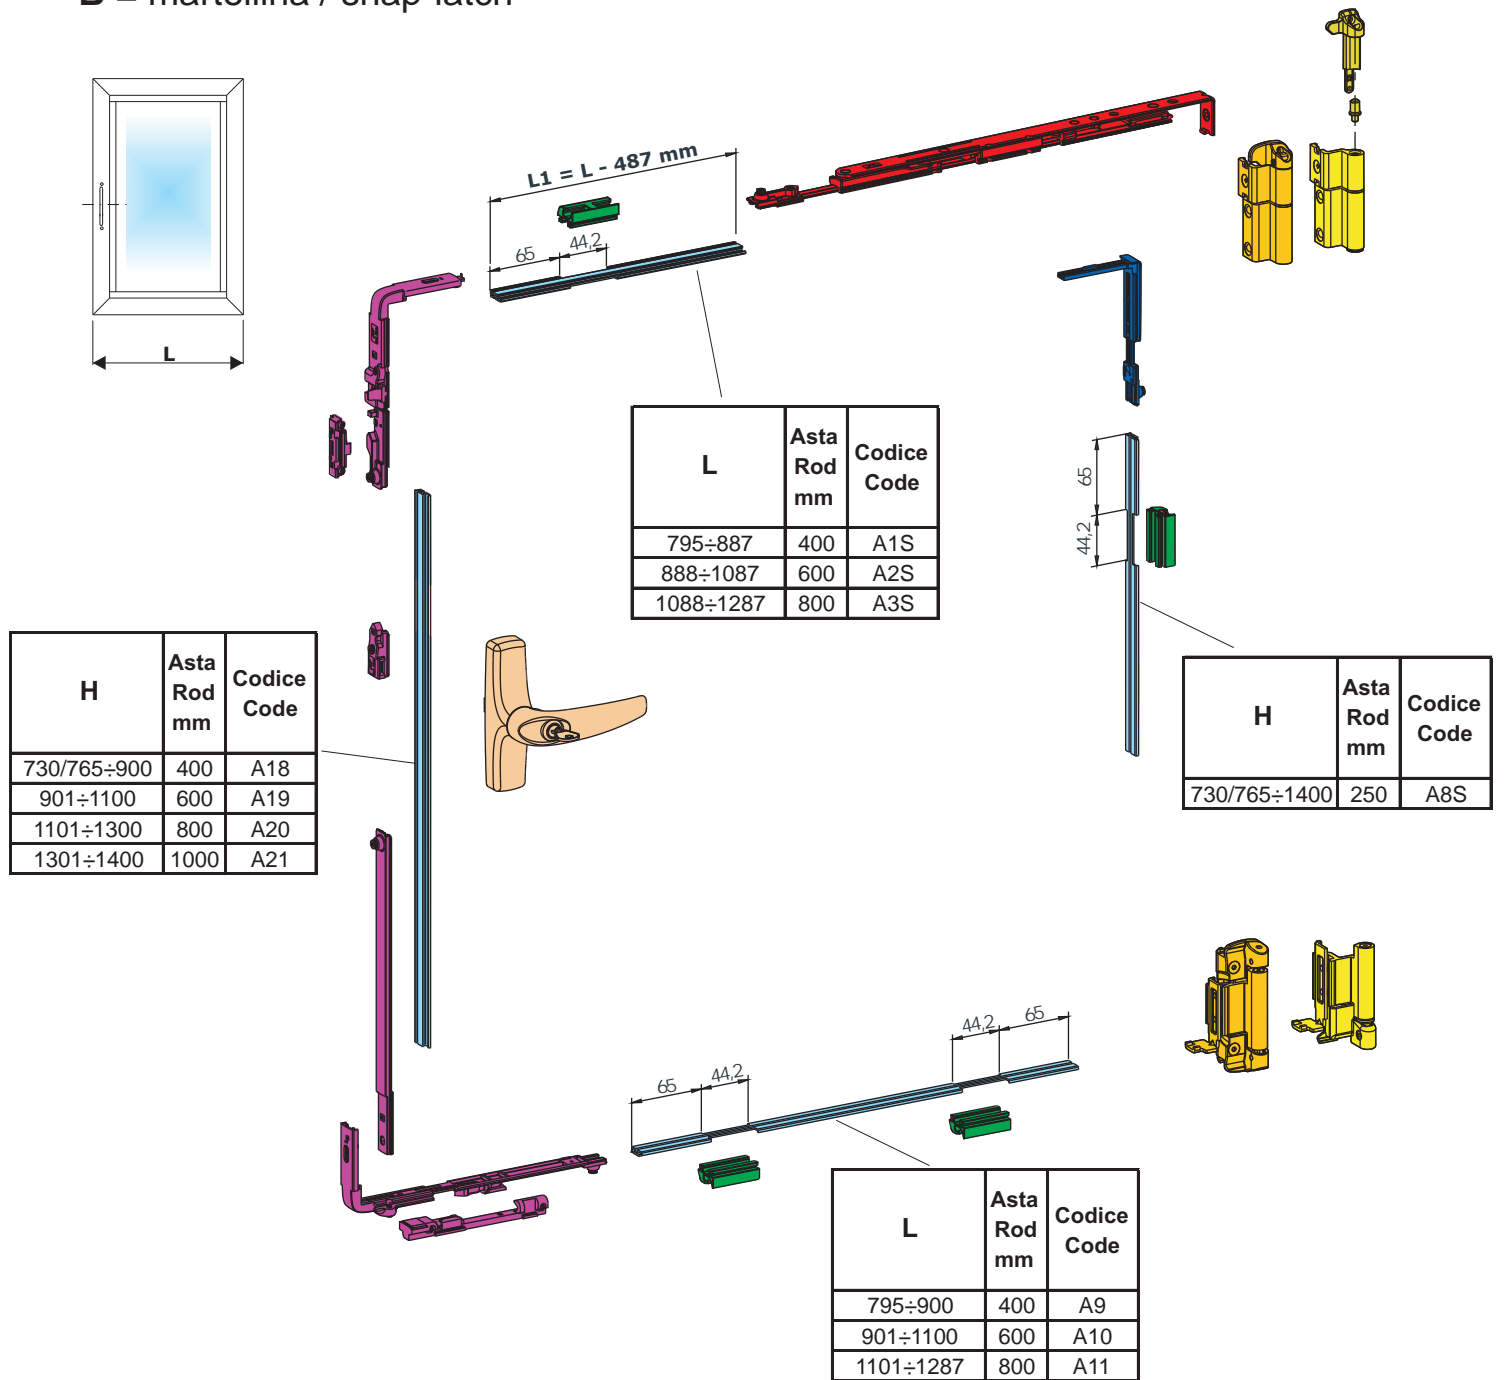 B = martellina / snap-latch
L
L1 = L - 487 mm
65
44,2
L
Asta
Rod
mm
Codice
Code
795÷887 400 A1S
888÷1087 600 A2S
1088÷1287 800 A3S
65
44,2
H
Asta
Rod
mm
Codice
Code
730/765÷900 400 A18
901÷1100 600 A19
1101÷1300 800 A20
1301÷1400 1000 A21
H
Asta
Rod
mm
Codice
Code
730/765÷1400 250 A8S
65
44,2
44,2
65
L
Asta
Rod
mm
Codice
Code
795÷900 400 A9
901÷1100 600 A10
1101÷1287 800 A11